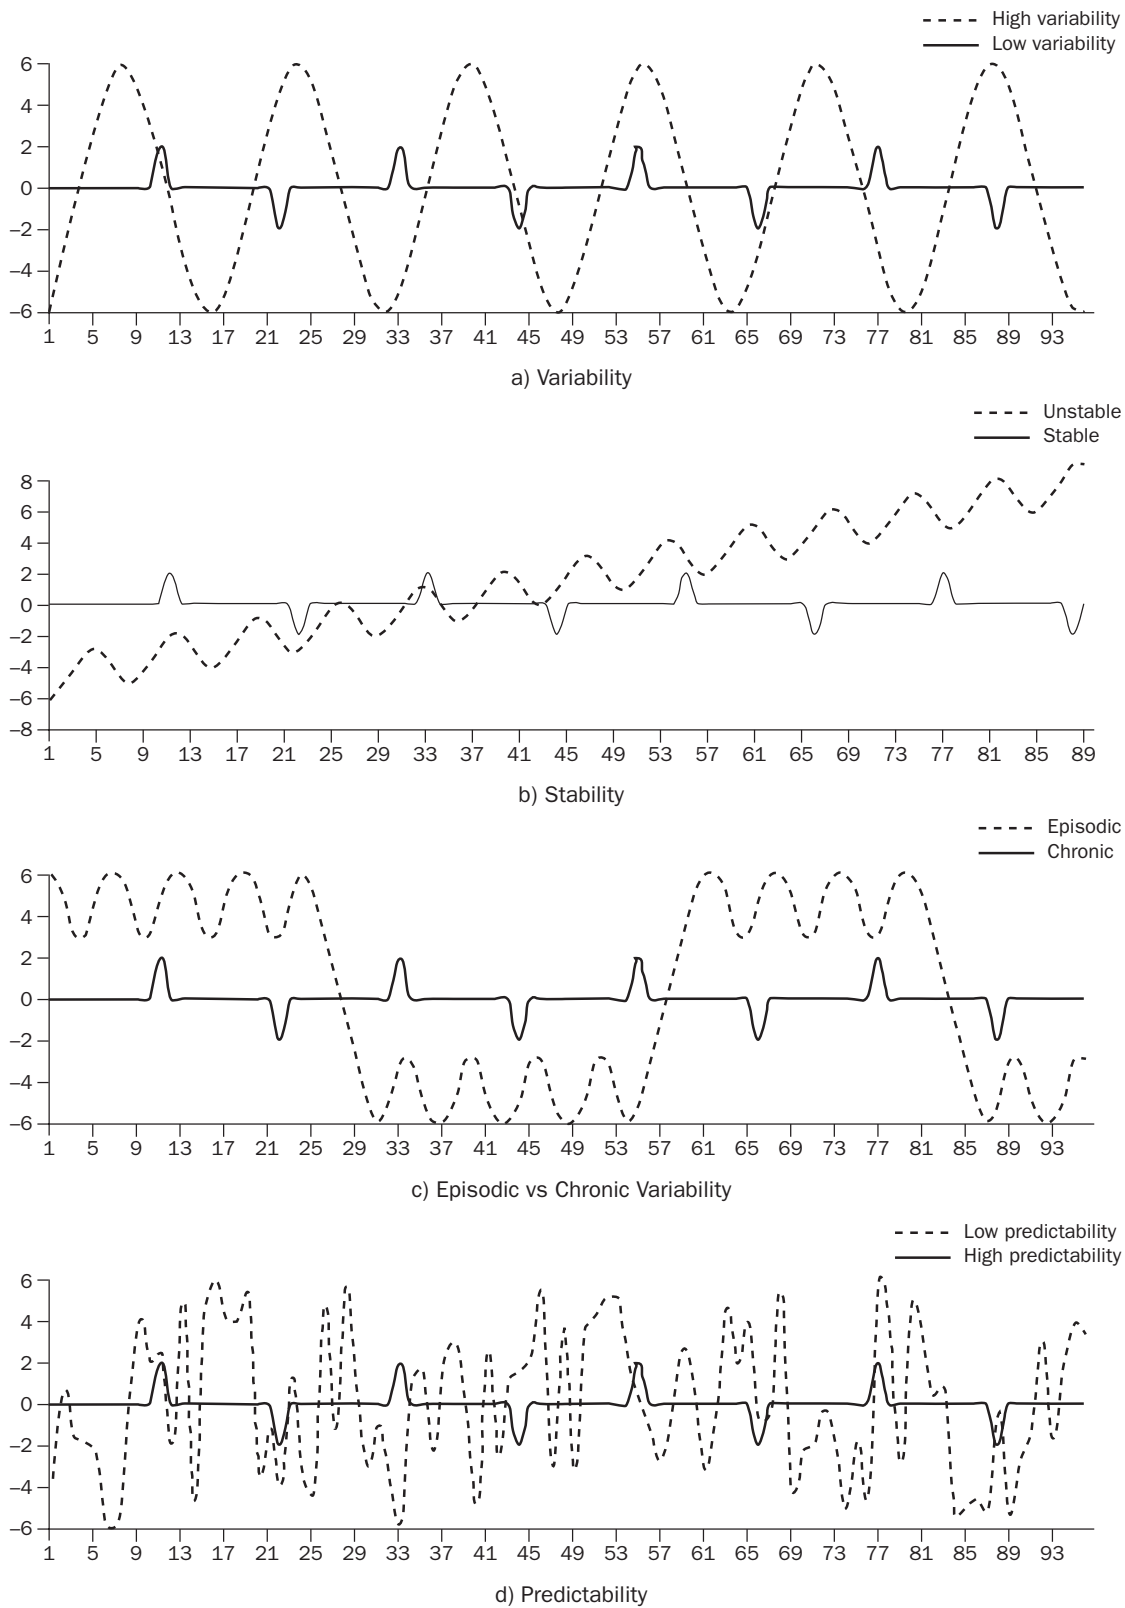 High variability
Low variability
6
4
2
0
–2
–4
–6
1 5 9 13 17 21 25 29 33 37 41 45 49 53 57 61 65 69 73 77 81 85 89 93
a) Variability
Unstable
Stable
8
6
4
2
0
–2
–4
–6
–8
1 5 9 13 17 21 25 29 33 37 41 45 49 53 57 61 65 69 73 77 81 85 89
b) Stability
Episodic
Chronic
6
4
2
0
–2
–4
–6
1 5 9 13 17 21 25 29 33 37 41 45 49 53 57 61 65 69 73 77 81 85 89 93
c) Episodic vs Chronic Variability
Low predictability
High predictability
6
4
2
0
–2
–4
–6
1 5 9 13 17 21 25 29 33 37 41 45 49 53 57 61 65 69 73 77 81 85 89 93
d) Predictability